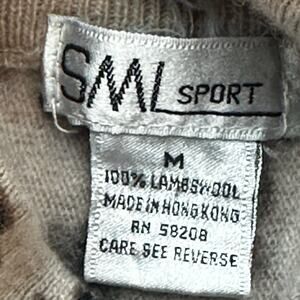 SML SPORT
M
100% LAMBSWOOL
MADE IN HONG KONG
RN 58208
CARE SEE REVERSE